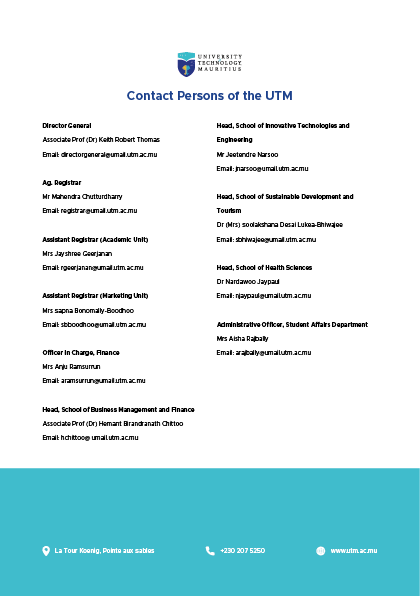 UNIVERSITY
TECHNOLOGY,
MAURITIUS
Contact Persons of the UTM
Director General
Associate Prof (Dr) Keith Robert Thomas
Email: directorgeneral@umail.utm.ac.mu
Ag. Registrar
Mr Mahendra Chutturdharry
Email: registrar@umail.utm.ac.mu
Assistant Registrar (Academic Unit)
Mrs Jayshree Geerjanan
Email: rgeerjanan@umail.utm.ac.mu
Assistant Registrar (Marketing Unit)
Mrs sapna Bonomally-Boodhoo
Email: sbboodhoo@umail.utm.ac.mu
Officer in Charge, Finance
Mrs Anju Ramsurrun
Email: aramsurrun@umail.utm.ac.mu
Head, School of Business Management and Finance
Associate Prof (Dr) Hemant Birandranath Chittoo
Email: hchittoo@ umail.utm.ac.mu
Head, School of Innovative Technologies and
Engineering
Mr Jeetendre Narsoo
Email: jnarsoo@umail.utm.ac.mu
Head, School of Sustainable Development and
Tourism
Dr (Mrs) soolakshana Desai Lukea-Bhiwajee
Email: sbhiwajee@umail.utm.ac.mu
Head, School of Health Sciences
Dr Nardawoo Jaypaul
Email: njaypaul@umail.utm.ac.mu
Administrative Officer, Student Affairs Department
Mrs Aisha Rajbally
Email: arajbally@umail.utm.ac.mu
La Tour Koenig, Pointe aux sables
+230 207 5250
www.utm.ac.mu